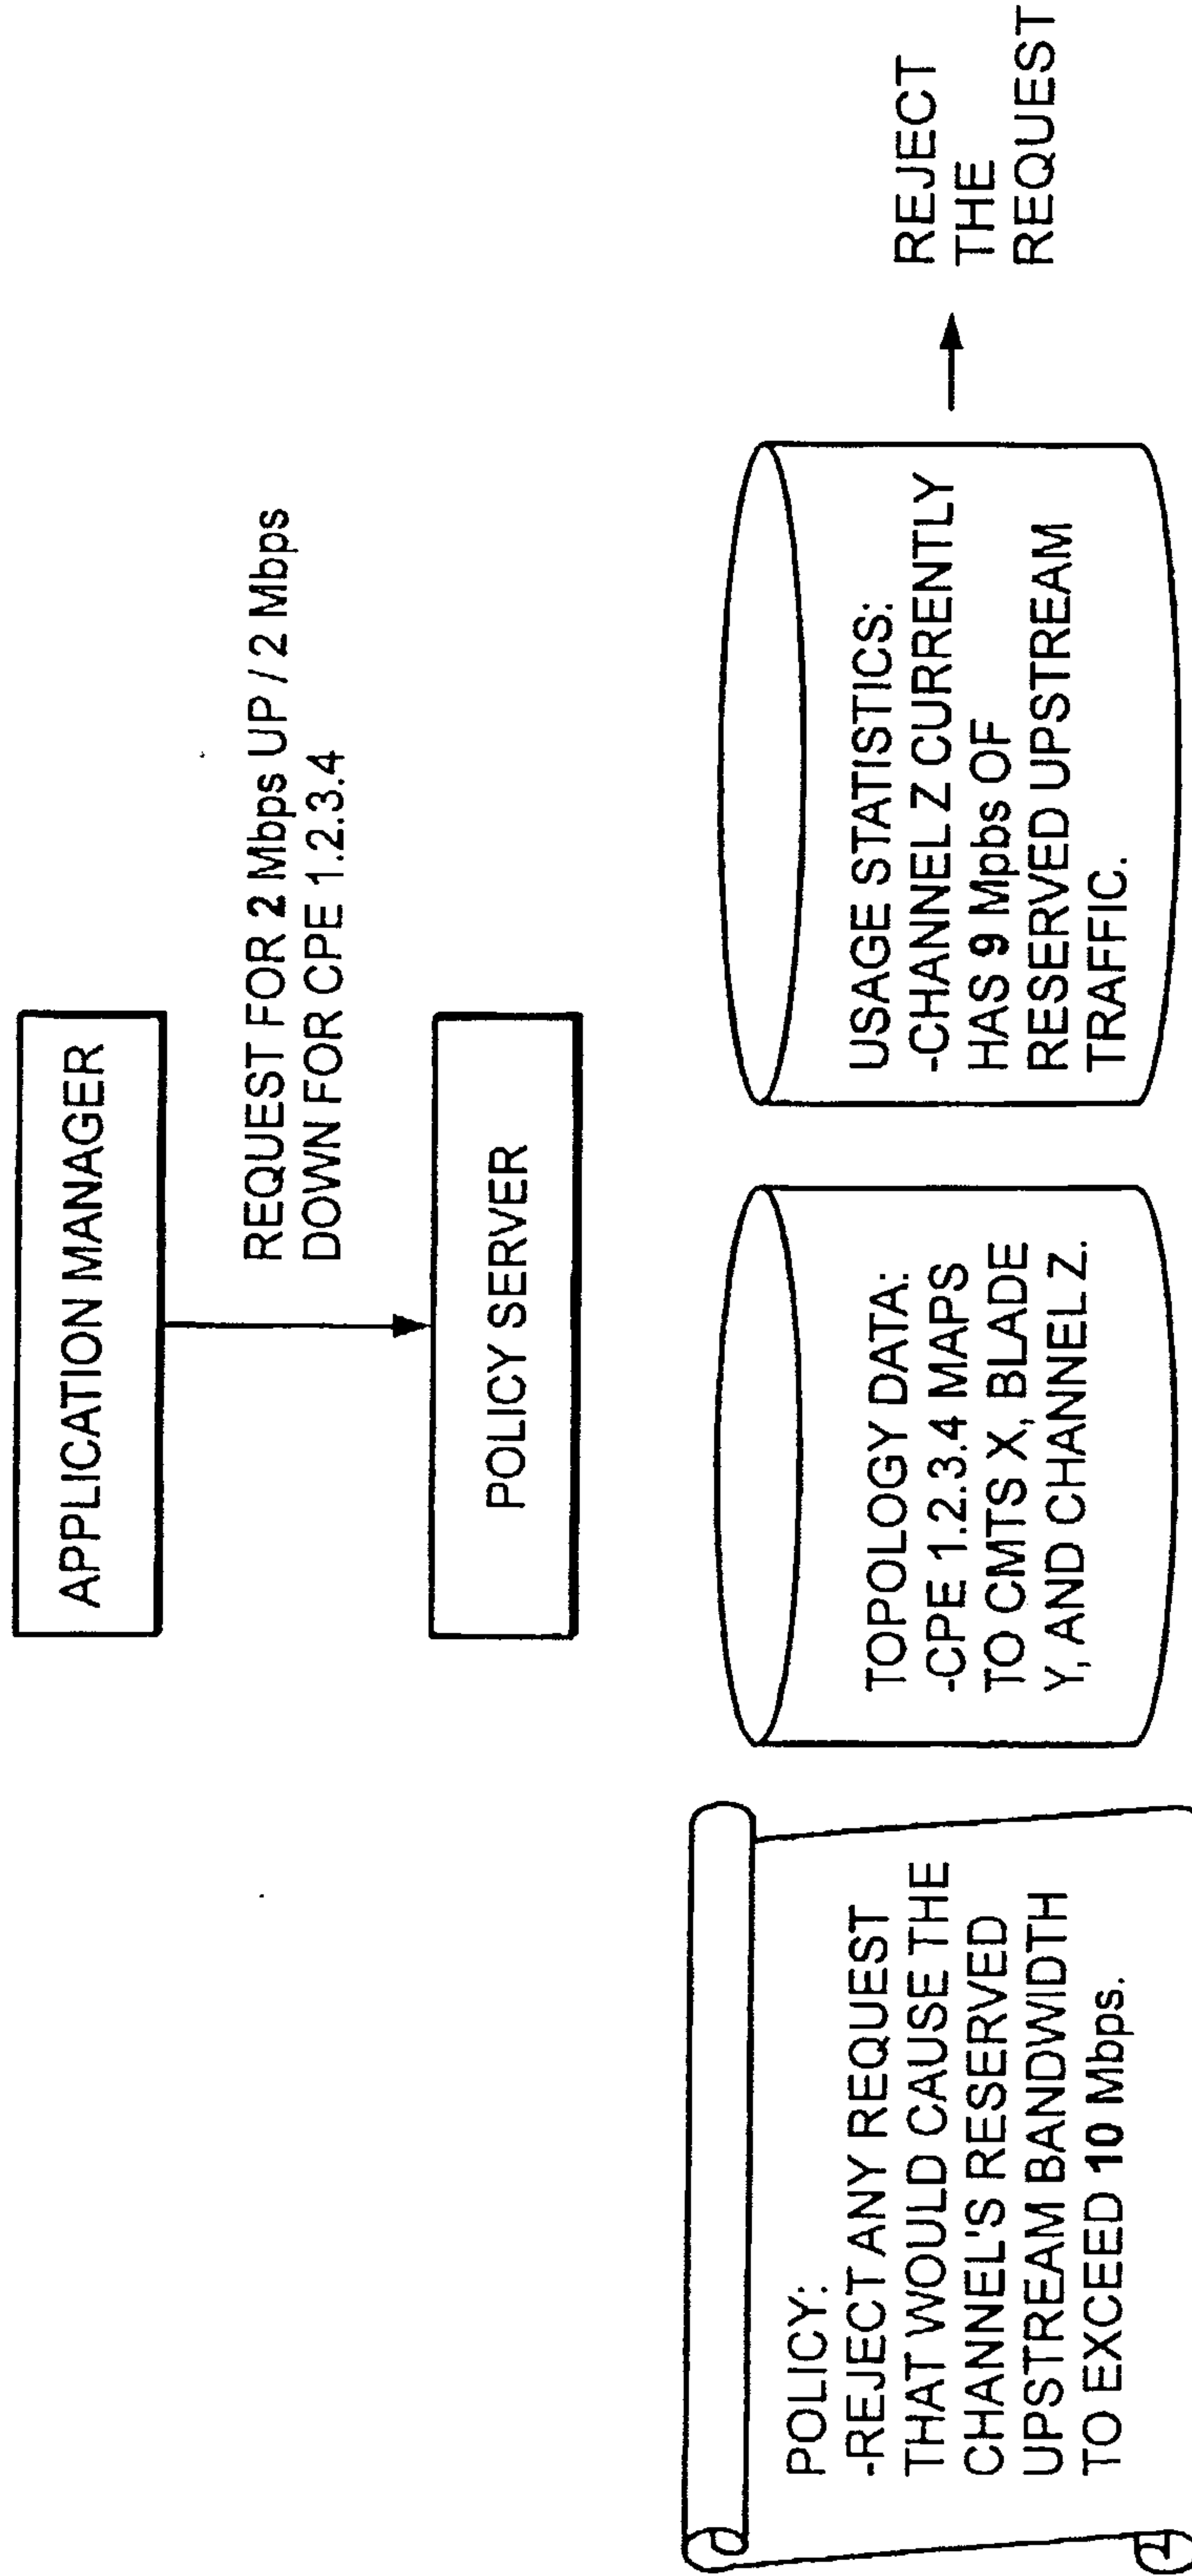 APPLICATION MANAGER
REQUEST FOR 2 Mbps UP / 2 Mbps
DOWN FOR CPE 1.2.3.4
POLICY SERVER
POLICY:
-REJECT ANY REQUEST
THAT WOULD CAUSE THE
CHANNEL'S RESERVED
UPSTREAM BANDWIDTH
TO EXCEED 10 Mbps.
TOPOLOGY DATA:
-CPE 1.2.3.4 MAPS
TO CMTS X, BLADE
Y, AND CHANNEL Z.
USAGE STATISTICS:
-CHANNEL Z CURRENTLY
HAS 9 Mpbs OF
RESERVED UPSTREAM
TRAFFIC.
REJECT
THE
REQUEST